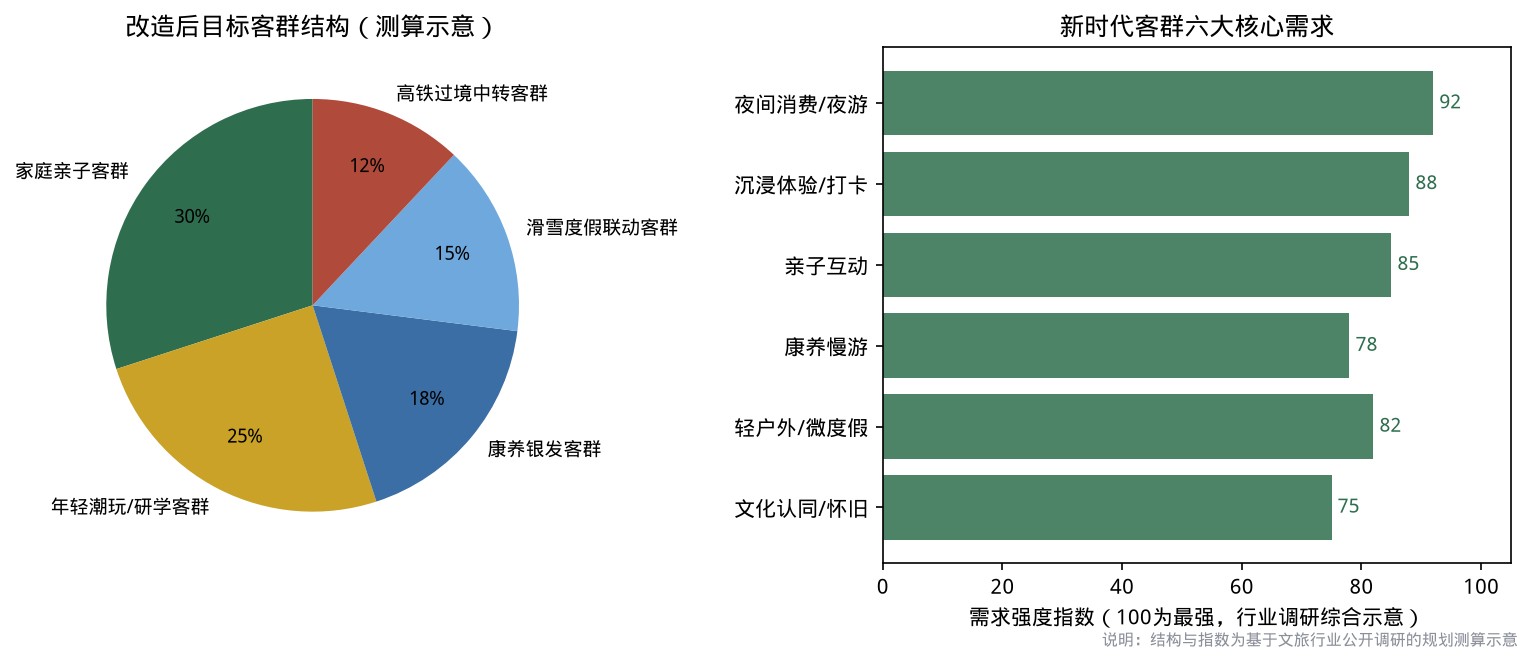 改造后目标客群结构（测算示意）
高铁过境中转客群
12%
家庭亲子客群
30%
滑雪度假联动客群
15%
18%
康养银发客群
25%
年轻潮玩/研学客群
新时代客群六大核心需求
夜间消费/夜游
92
沉浸体验/打卡
88
亲子互动
85
康养慢游
78
轻户外/微度假
82
文化认同/怀旧
75
0 20 40 60 80 100
需求强度指数（100为最强，行业调研综合示意）
说明：结构与指数为基于文旅行业公开调研的规划测算示意